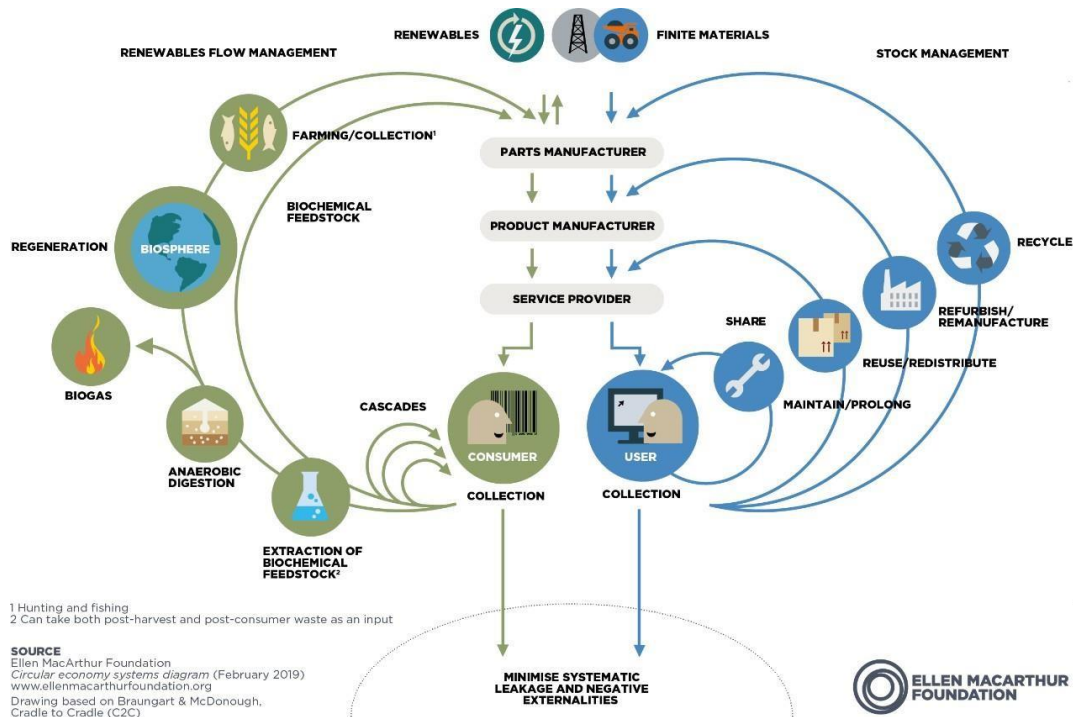 RENEWABLES
FINITE MATERIALS
RENEWABLES FLOW MANAGEMENT
STOCK MANAGEMENT
FARMING/COLLECTION¹
PARTS MANUFACTURER
BIOCHEMICAL
FEEDSTOCK
PRODUCT MANUFACTURER
REGENERATION
BIOSPHERE
RECYCLE
SERVICE PROVIDER
SHARE
REFURBISH/
REMANUFACTURE
REUSE/REDISTRIBUTE
BIOGAS
CASCADES
MAINTAIN/PROLONG
CONSUMER
USER
ANAEROBIC
DIGESTION
COLLECTION
COLLECTION
EXTRACTION OF
BIOCHEMICAL
FEEDSTOCK²
1 Hunting and fishing
2 Can take both post-harvest and post-consumer waste as an input
SOURCE
Ellen MacArthur Foundation
Circular economy systems diagram (February 2019)
www.ellenmacarthurfoundation.org
Drawing based on Braungart & McDonough,
Cradle to Cradle (C2C)
MINIMISE SYSTEMATIC
LEAKAGE AND NEGATIVE
EXTERNALITIES
ELLEN MACARTHUR
FOUNDATION